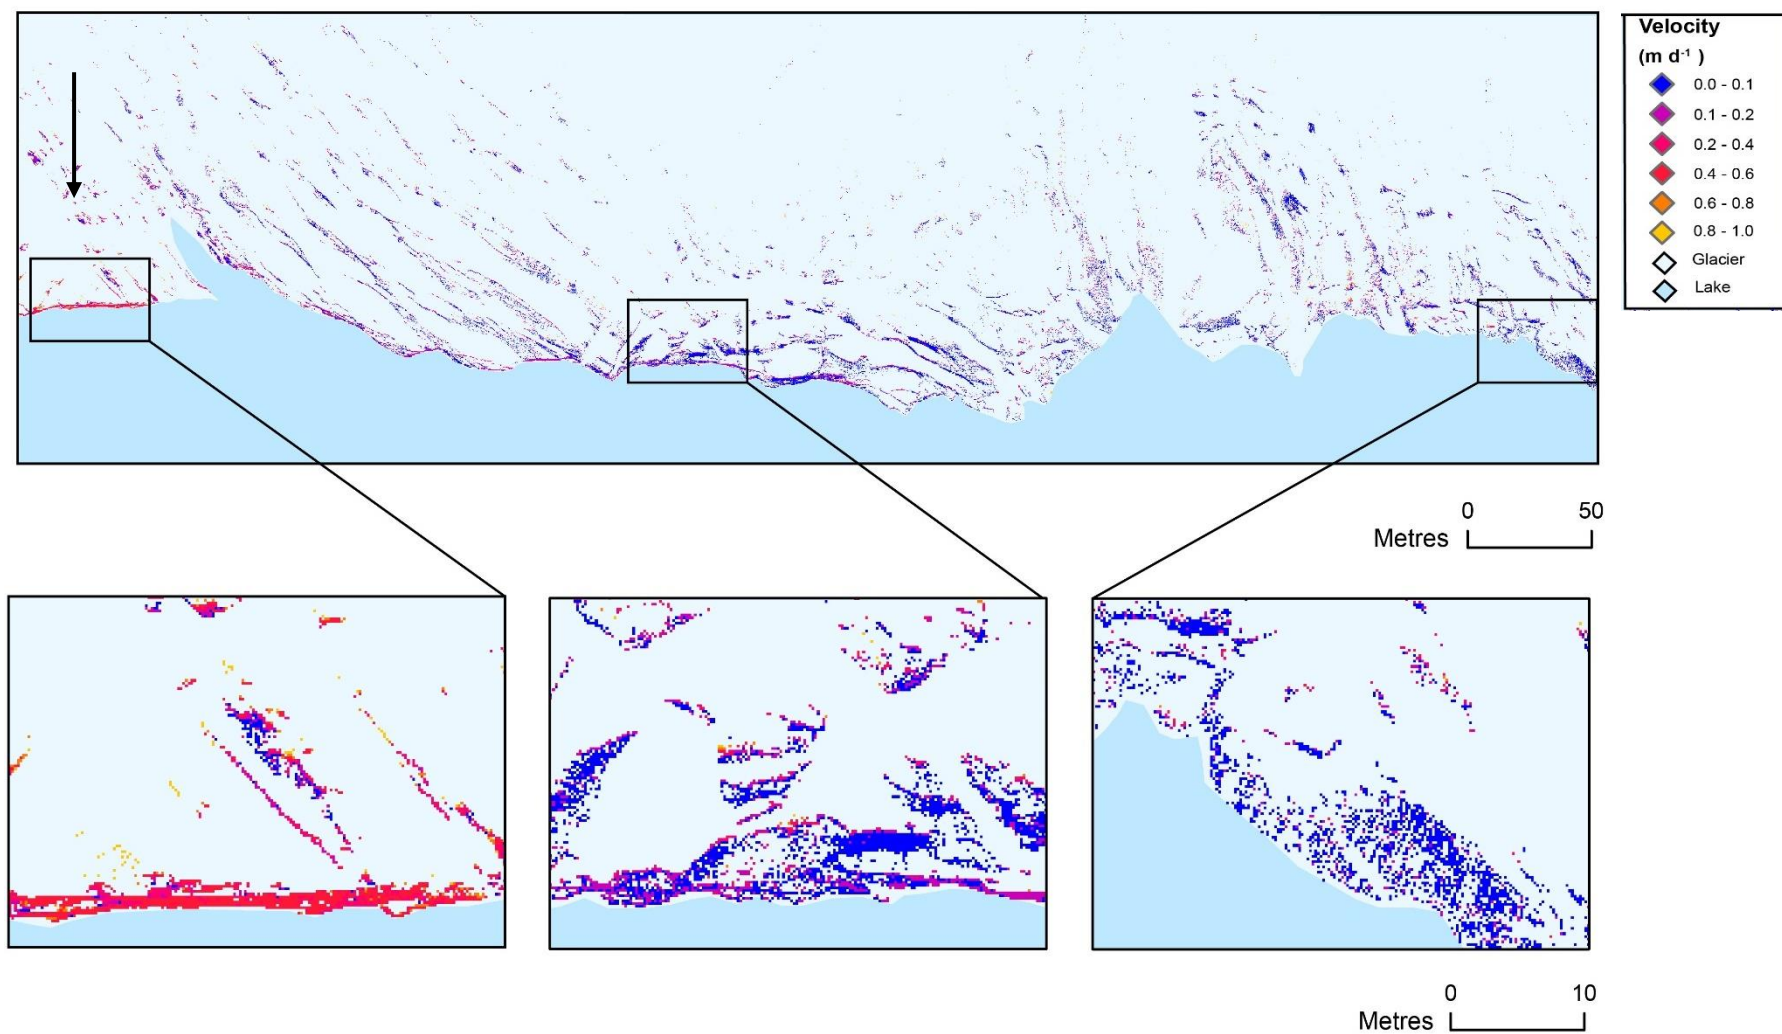 Velocity
(m d⁻¹ )
0.0 - 0.1
0.1 - 0.2
0.2 - 0.4
0.4 - 0.6
0.6 - 0.8
0.8 - 1.0
Glacier
Lake
0 50
Metres
0 10
Metres